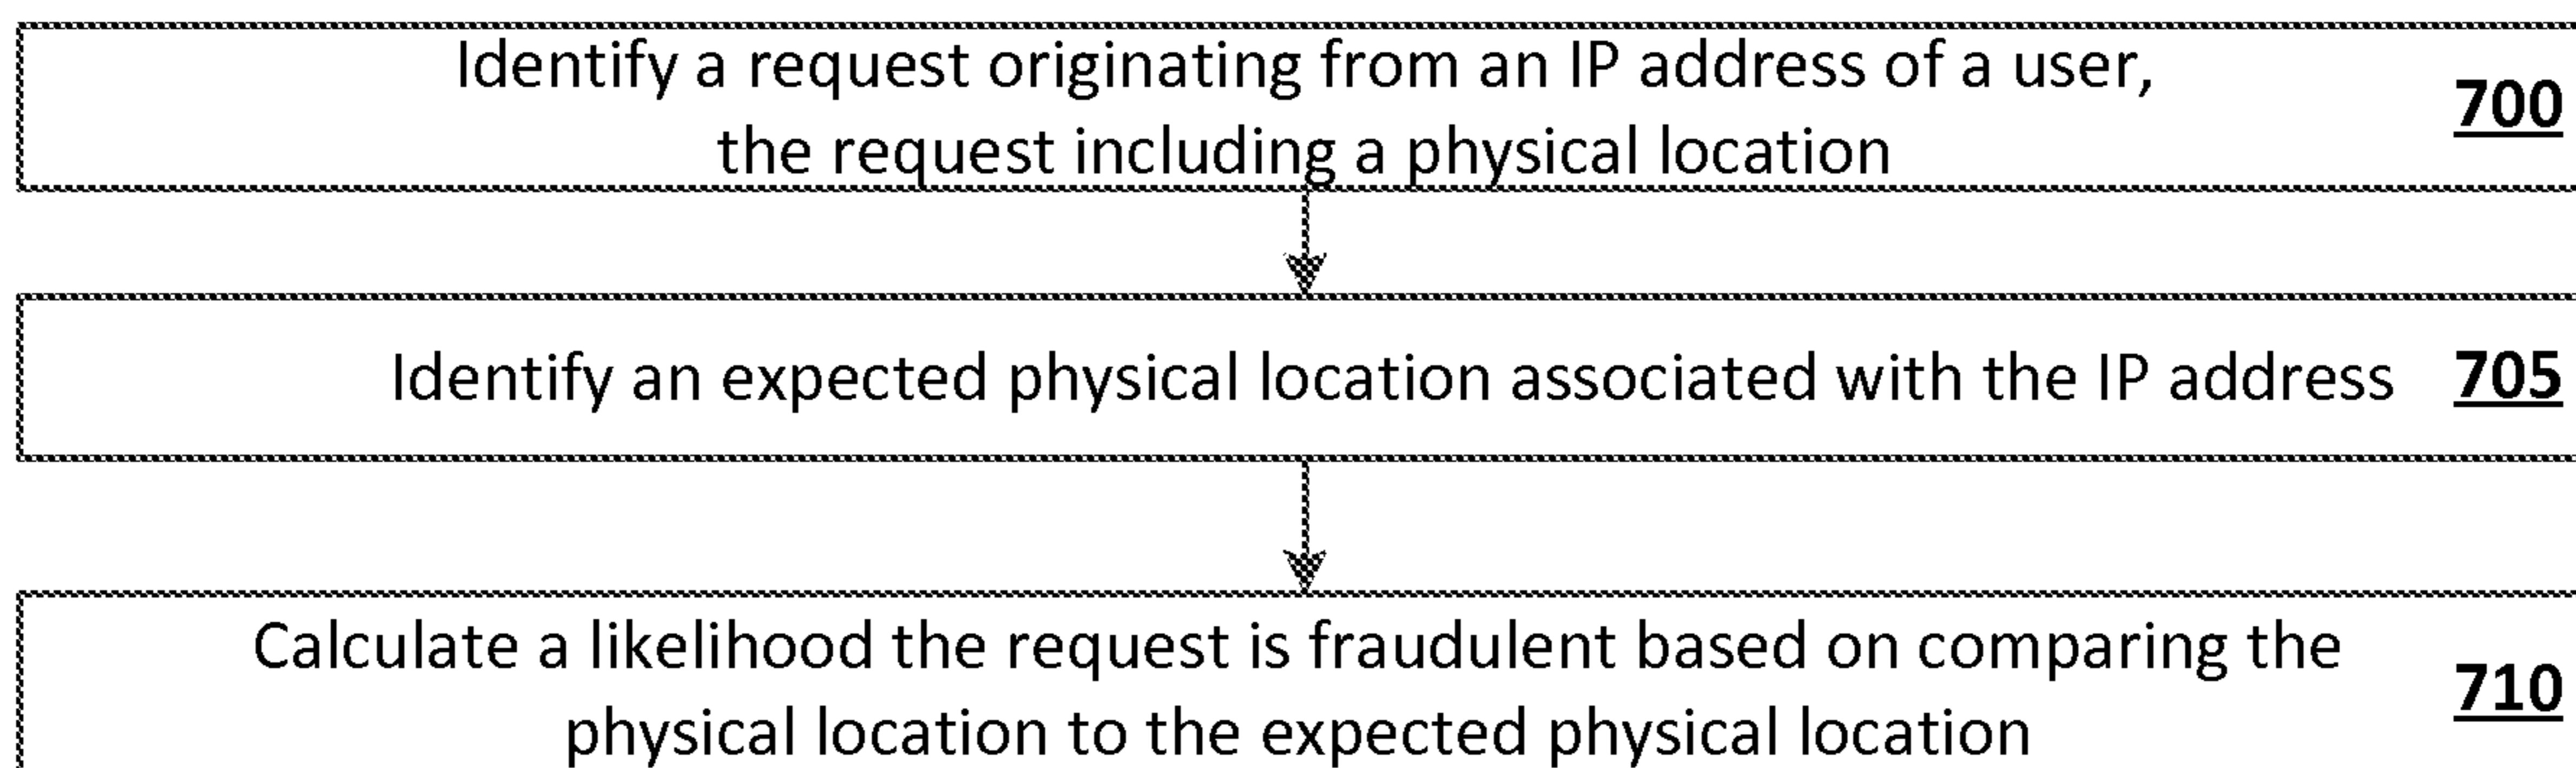 Identify a request originating from an IP address of a user,
the request including a physical location
700
Identify an expected physical location associated with the IP address 705
Calculate a likelihood the request is fraudulent based on comparing the
physical location to the expected physical location
710